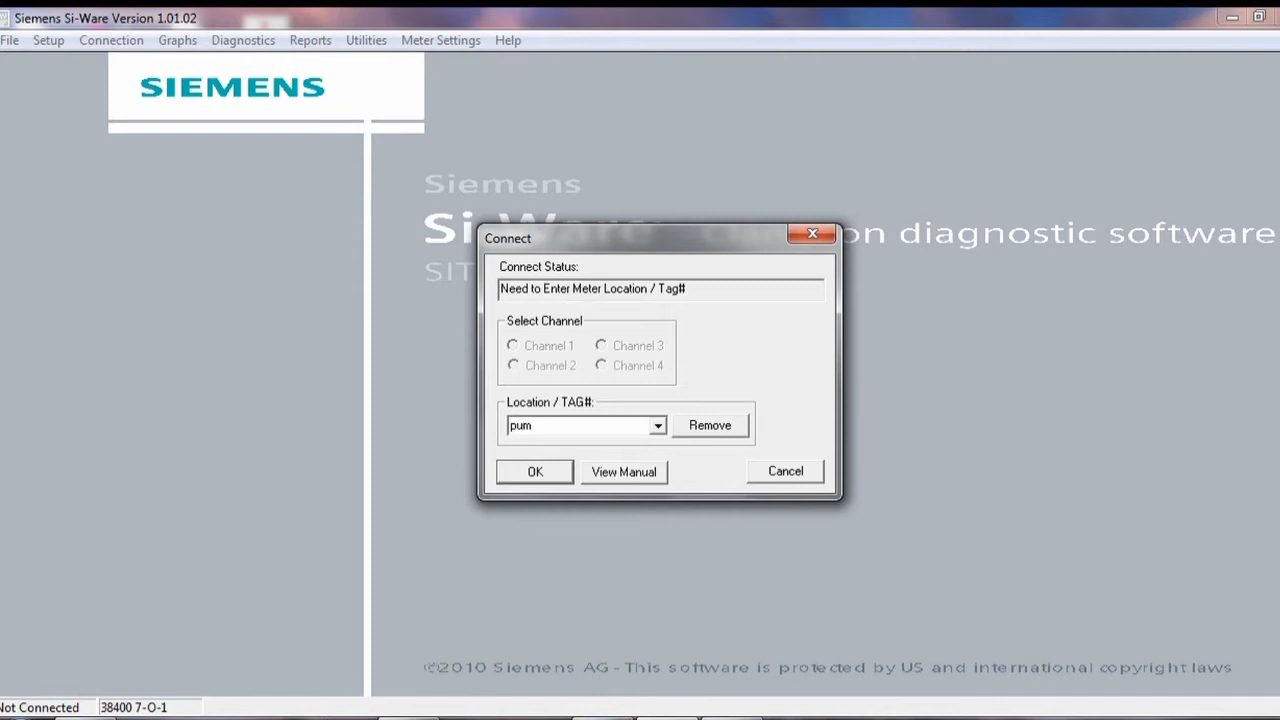 Siemens Si-Ware Version 1.01.02
File Setup Connection Graphs Diagnostics Reports Utilities Meter Settings Help
SIEMENS
Siemens
Si-Ware on diagnostic software
SIT
Connect
Connect Status:
Need to Enter Meter Location / Tag#
Select Channel
Channel 1 Channel 3
Channel 2 Channel 4
Location / TAG#:
pum Remove
OK View Manual Cancel
©2010 Siemens AG - This software is protected by US and international copyright laws
Not Connected 38400 7-O-1